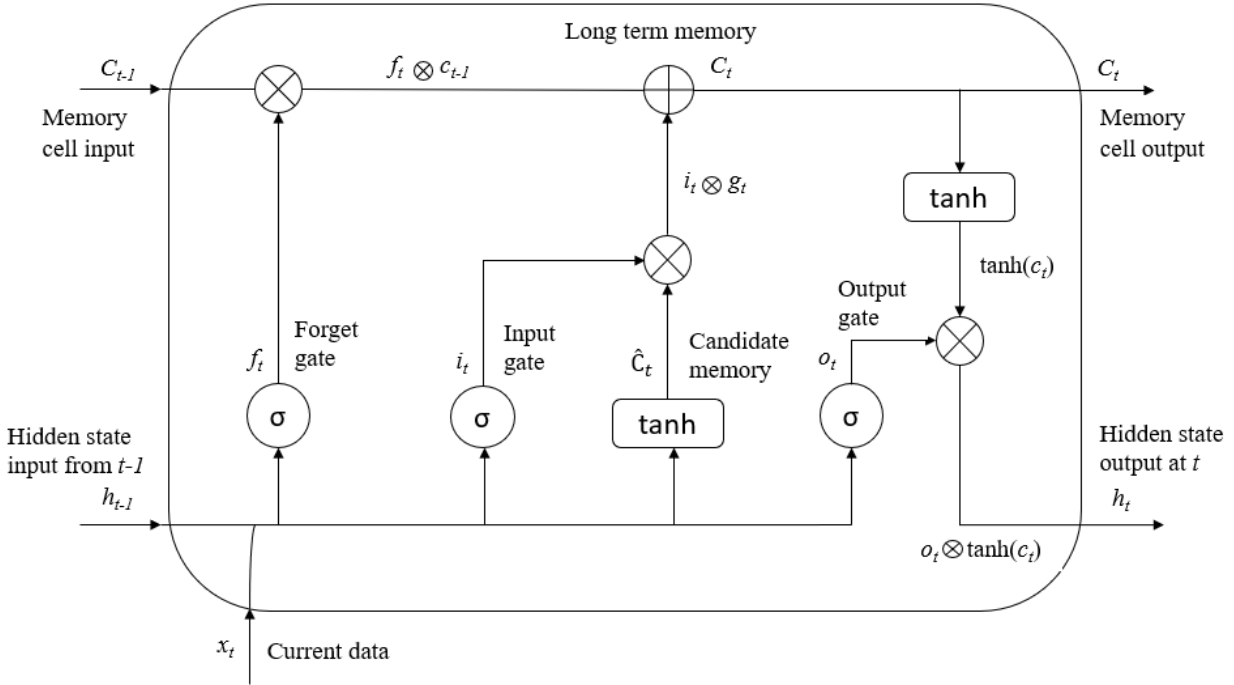 Long term memory
C_{t-1}
f_t ⊗ c_{t-1}
C_t
C_t
Memory
cell input
Memory
cell output
i_t ⊗ g_t
tanh
tanh(c_t)
Output
gate
Forget
gate
f_t
Input
gate
i_t
Ĉ_t
Candidate
memory
o_t
σ
σ
tanh
σ
Hidden state
input from t-1
h_{t-1}
Hidden state
output at t
h_t
o_t ⊗ tanh(c_t)
x_t
Current data